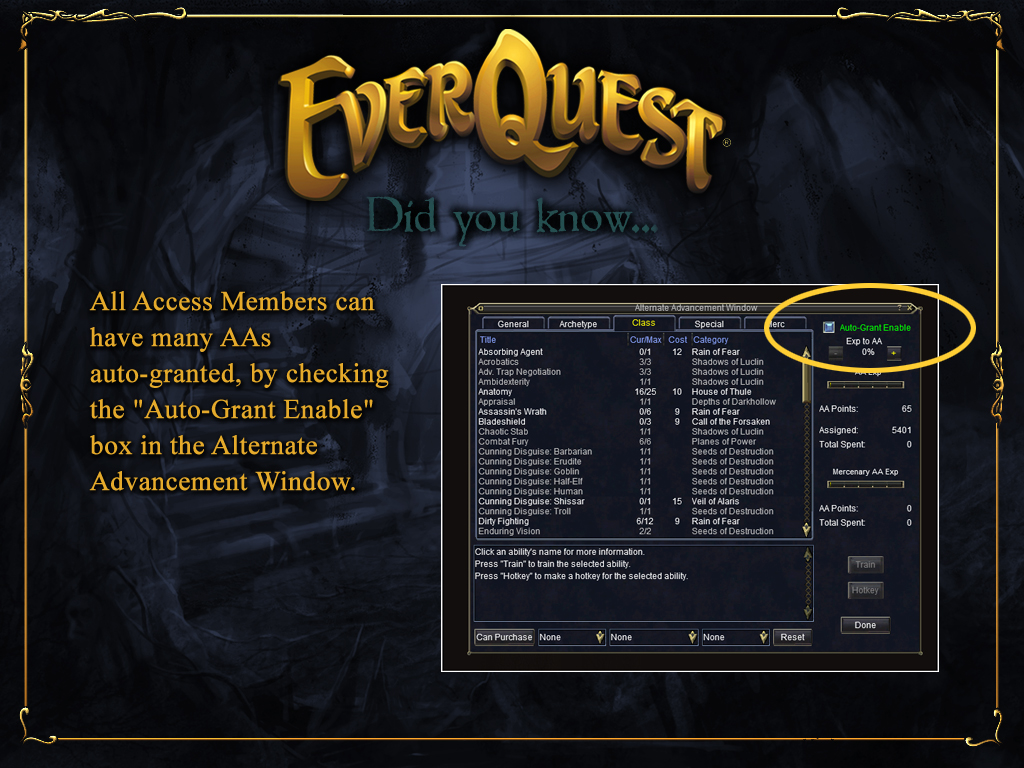 EVERQUEST®
Did you know...
All Access Members can
have many AAs
auto-granted, by checking
the "Auto-Grant Enable"
box in the Alternate
Advancement Window.
Alternate Advancement Window ? ×
General Archetype Class Special Merc
Title Cur/Max Cost Category
Absorbing Agent 0/1 12 Rain of Fear
Acrobatics 3/3 Shadows of Luclin
Adv. Trap Negotiation 3/3 Shadows of Luclin
Ambidexterity 1/1 Shadows of Luclin
Anatomy 16/25 10 House of Thule
Appraisal 1/1 Depths of Darkhollow
Assassin's Wrath 0/6 9 Rain of Fear
Bladeshield 0/3 9 Call of the Forsaken
Chaotic Stab 1/1 Shadows of Luclin
Combat Fury 6/6 Planes of Power
Cunning Disguise: Barbarian 1/1 Seeds of Destruction
Cunning Disguise: Erudite 1/1 Seeds of Destruction
Cunning Disguise: Goblin 1/1 Seeds of Destruction
Cunning Disguise: Half-Elf 1/1 Seeds of Destruction
Cunning Disguise: Human 1/1 Seeds of Destruction
Cunning Disguise: Shissar 0/1 15 Veil of Alaris
Cunning Disguise: Troll 1/1 Seeds of Destruction
Dirty Fighting 6/12 9 Rain of Fear
Enduring Vision 2/2 Seeds of Destruction
Click an ability's name for more information.
Press "Train" to train the selected ability.
Press "Hotkey" to make a hotkey for the selected ability.
Can Purchase None None None Reset
Auto-Grant Enable
Exp to AA
- 0% +
AA Exp
AA Points: 65
Assigned: 5401
Total Spent: 0
Mercenary AA Exp
AA Points: 0
Total Spent: 0
Train
Hotkey
Done